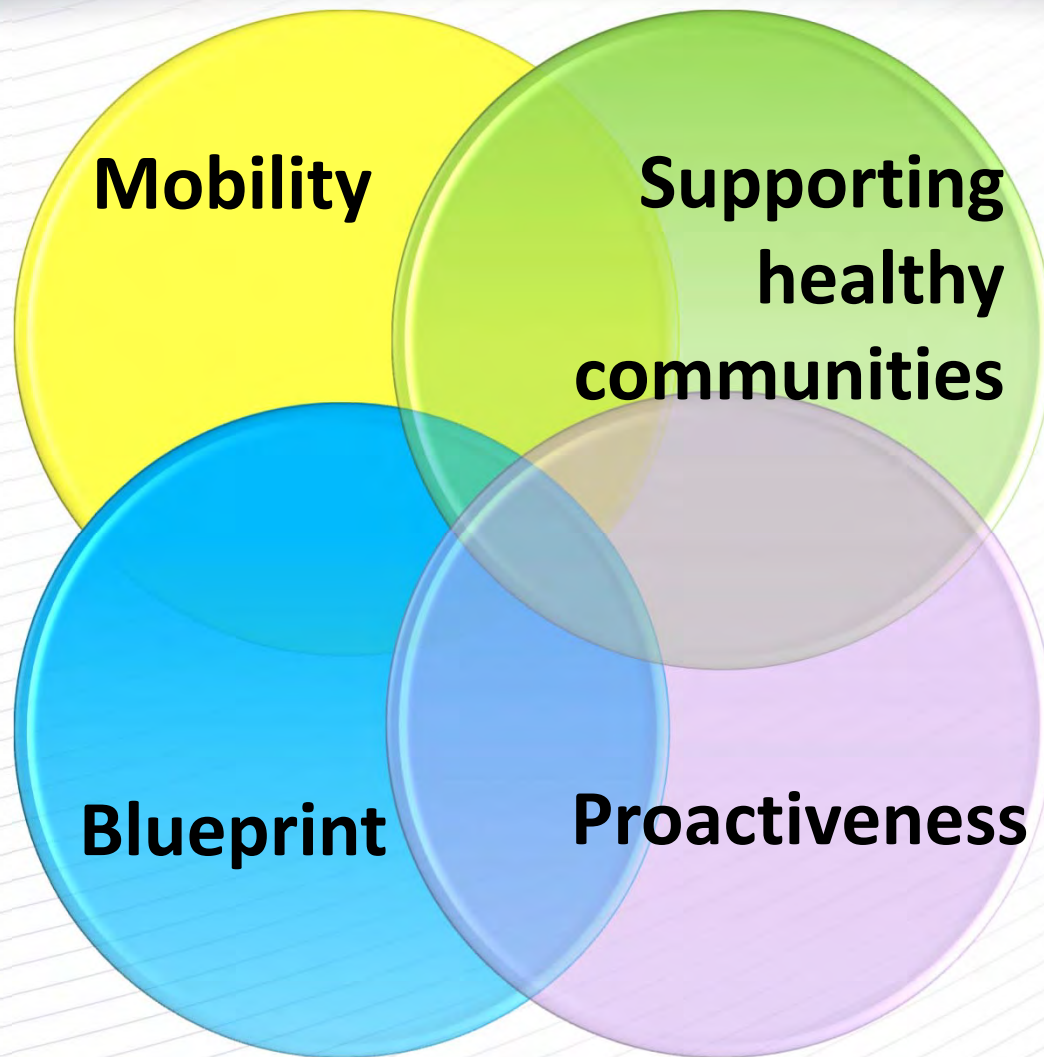 Mobility
Supporting
healthy
communities
Blueprint
Proactiveness